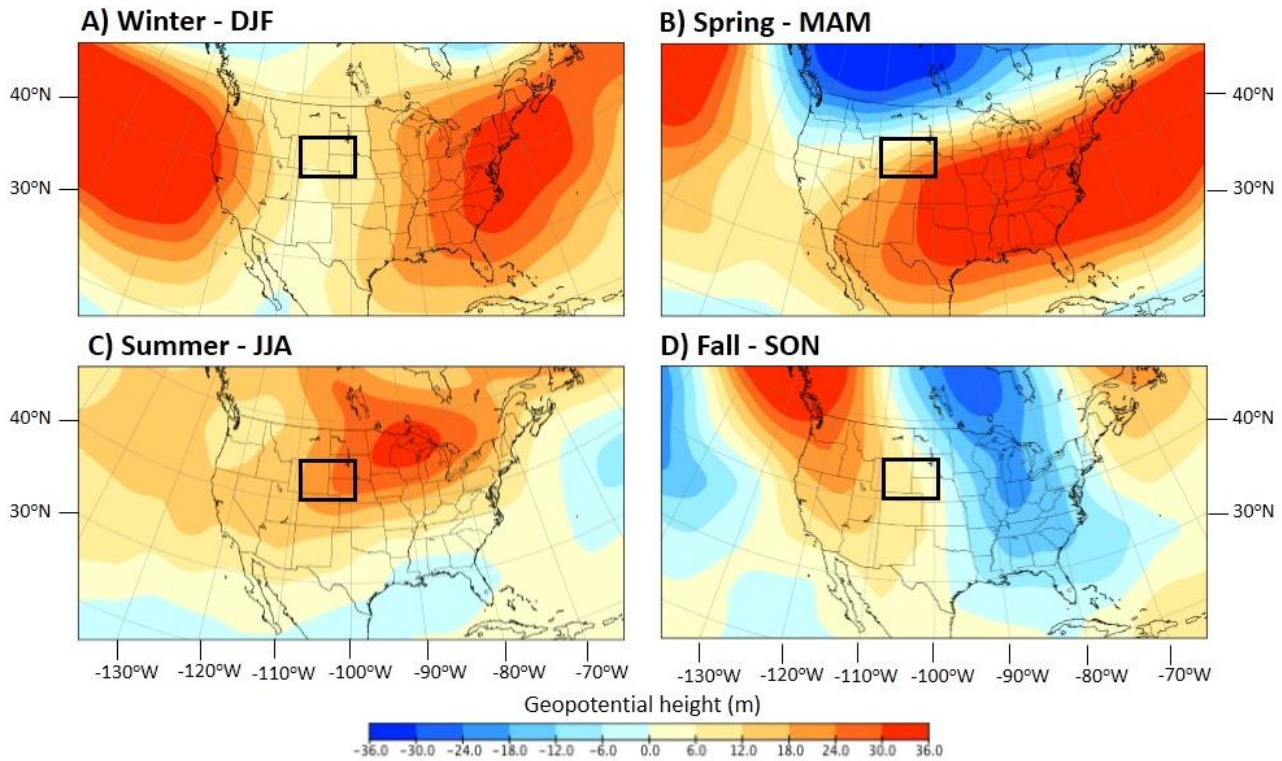 A) Winter - DJF
B) Spring - MAM
40°N
30°N
40°N
30°N
C) Summer - JJA
D) Fall - SON
40°N
30°N
40°N
30°N
-130°W -120°W -110°W -100°W -90°W -80°W -70°W
-130°W -120°W -110°W -100°W -90°W -80°W -70°W
Geopotential height (m)
-36.0 -30.0 -24.0 -18.0 -12.0 -6.0 0.0 6.0 12.0 18.0 24.0 30.0 36.0